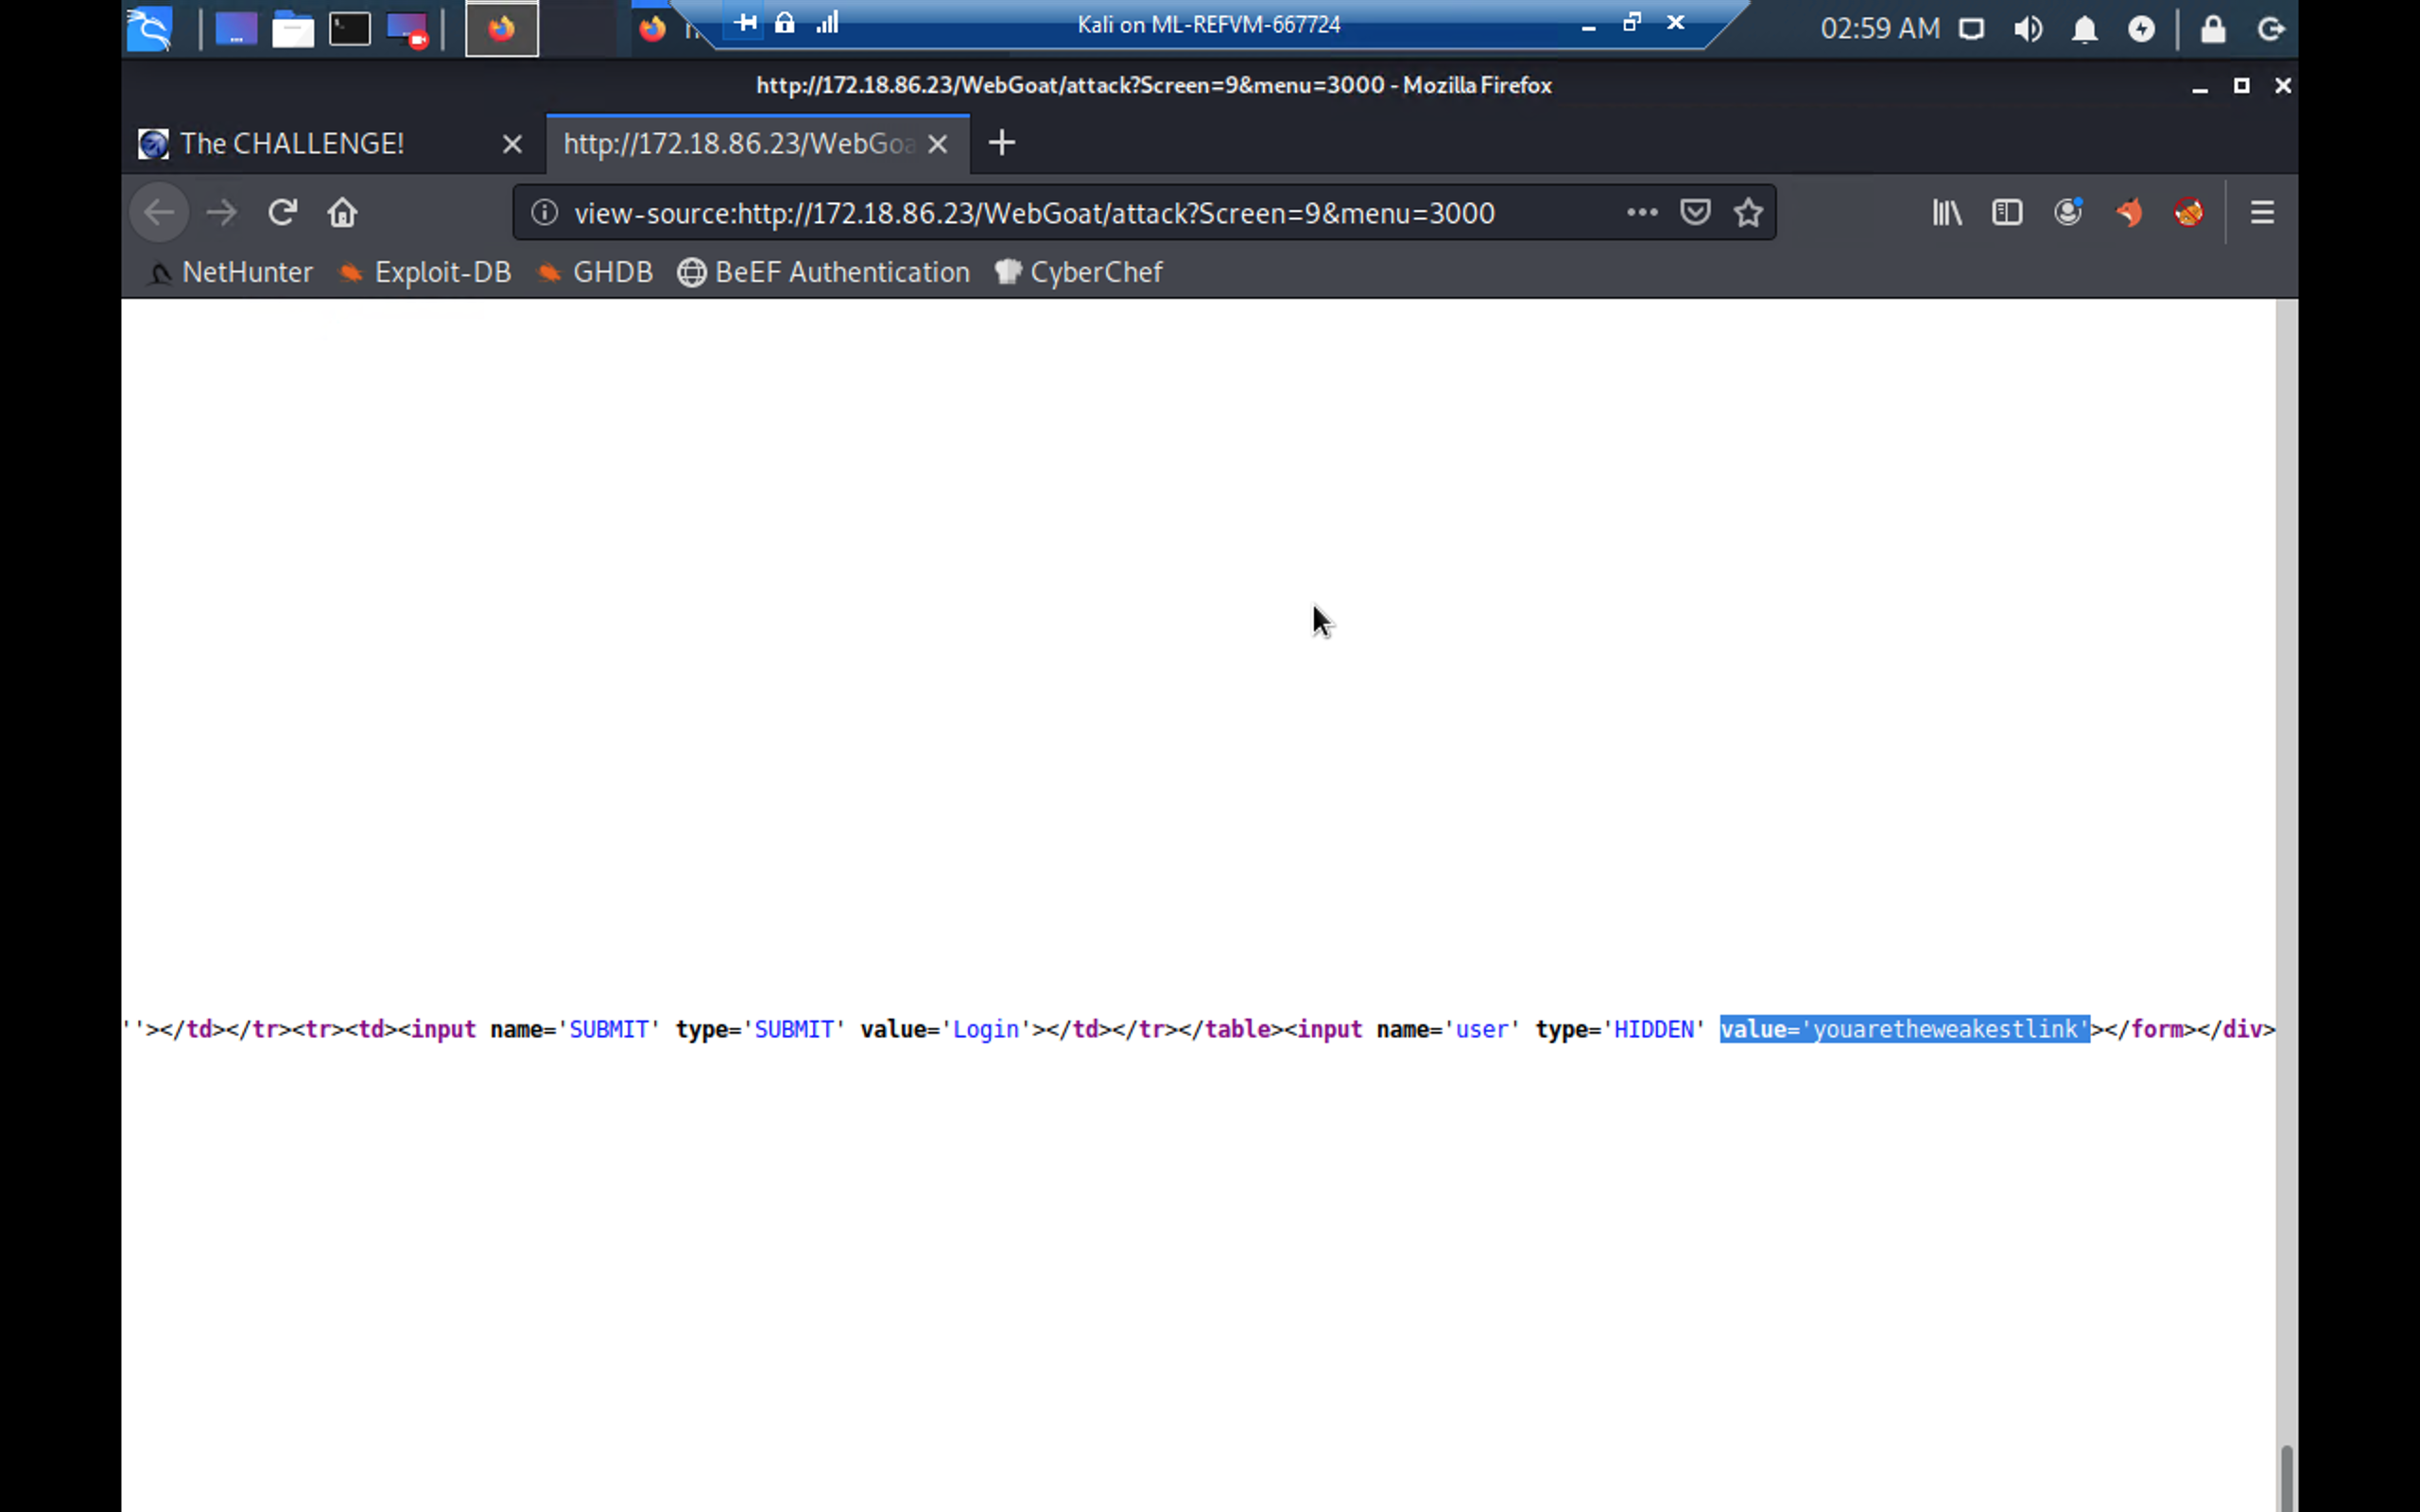 Kali on ML-REFVM-667724
02:59 AM
http://172.18.86.23/WebGoat/attack?Screen=9&menu=3000 - Mozilla Firefox
The CHALLENGE! http://172.18.86.23/WebGoa
view-source:http://172.18.86.23/WebGoat/attack?Screen=9&menu=3000
NetHunter Exploit-DB GHDB BeEF Authentication CyberChef
''></td></tr><tr><td><input name='SUBMIT' type='SUBMIT' value='Login'></td></tr></table><input name='user' type='HIDDEN' value='youaretheweakestlink'></form></div>